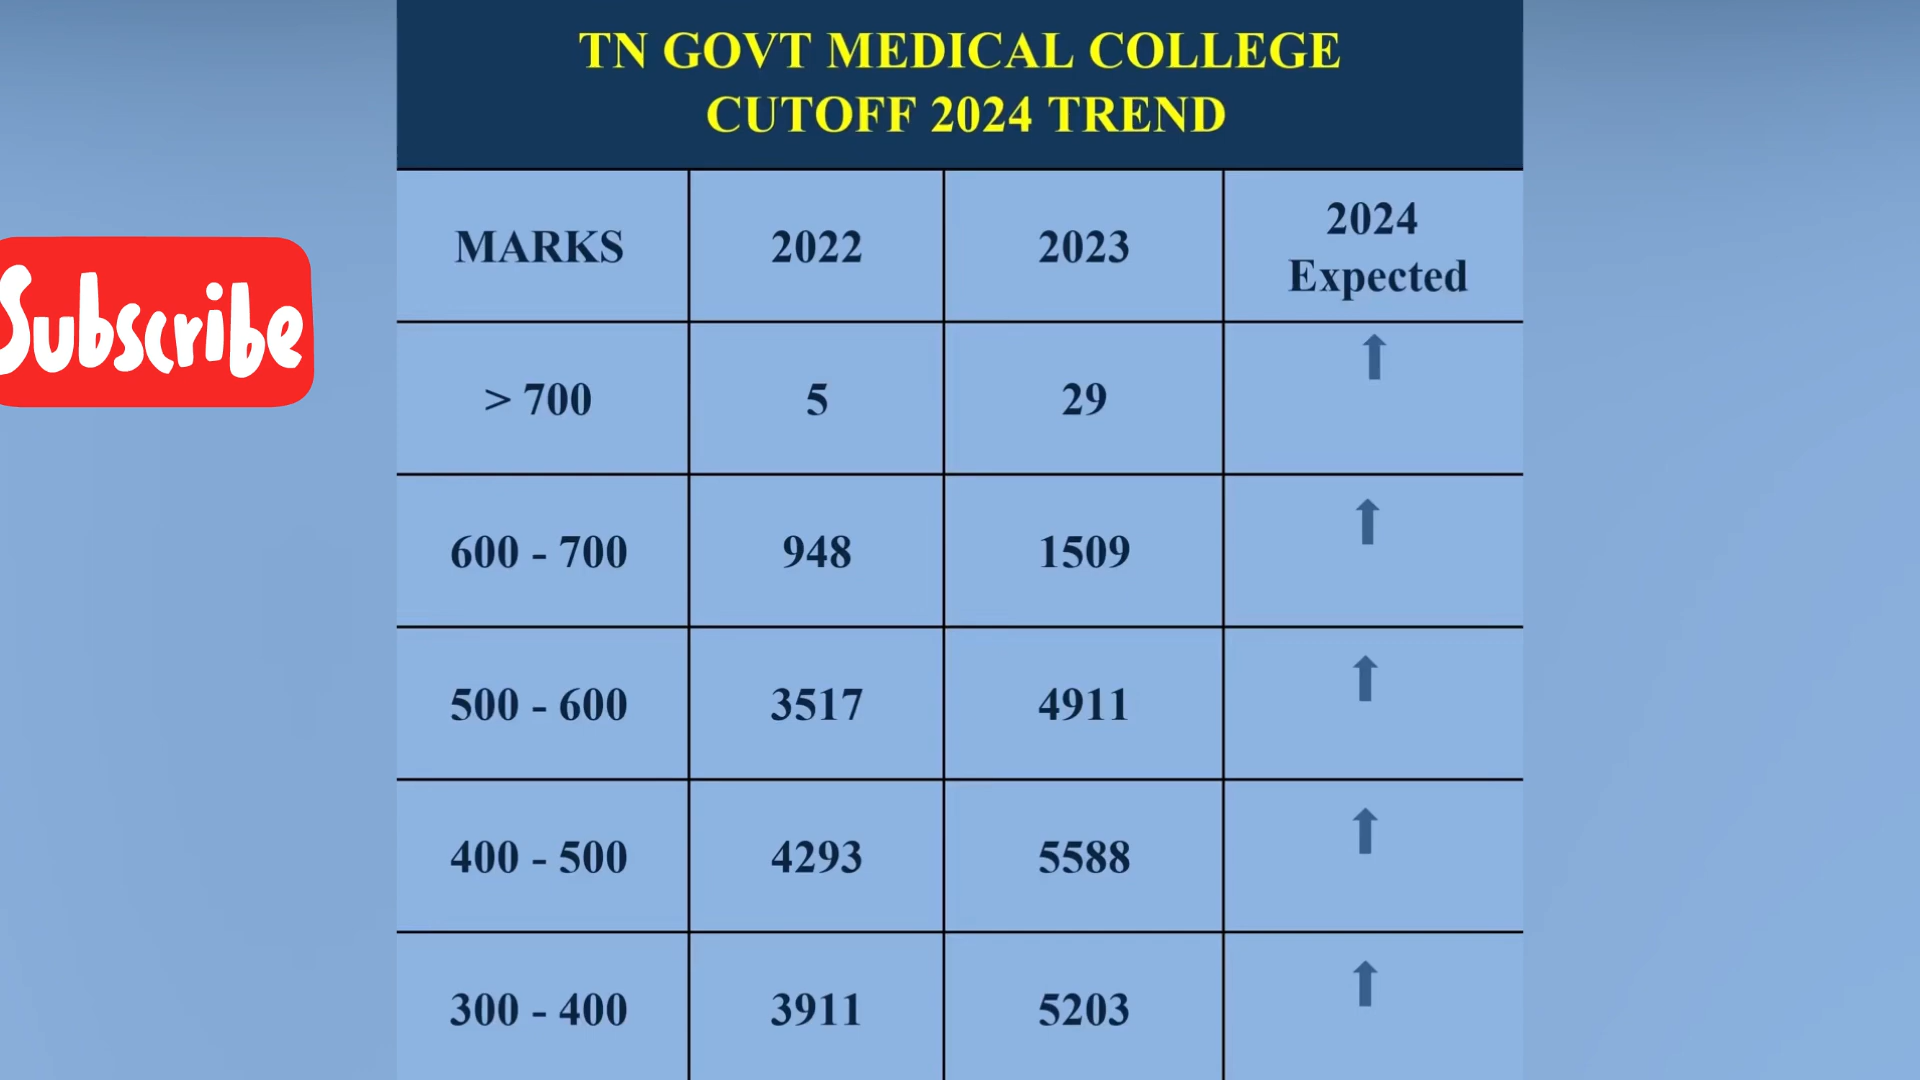 TN GOVT MEDICAL COLLEGE
CUTOFF 2024 TREND
Subscribe
MARKS 2022 2023 2024 Expected
> 700 5 29
600 - 700 948 1509
500 - 600 3517 4911
400 - 500 4293 5588
300 - 400 3911 5203